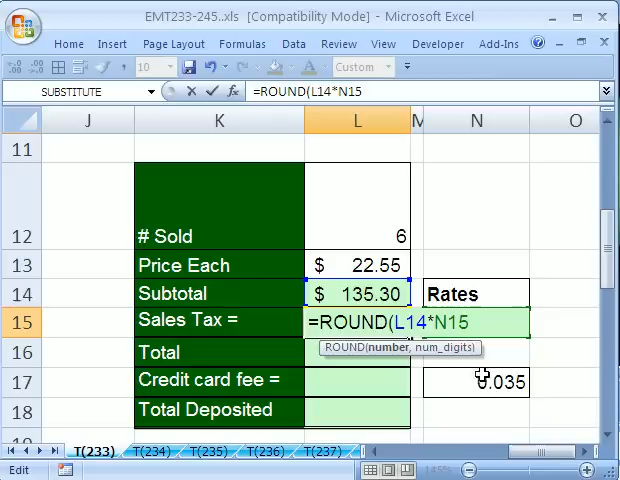 EMT233-245..xls [Compatibility Mode] - Microsoft Excel
Home Insert Page Layout Formulas Data Review View Developer Add-Ins
10 Custom
SUBSTITUTE =ROUND(L14*N15
J K L M N O
11
12 # Sold 6
13 Price Each $ 22.55
14 Subtotal $ 135.30 Rates
15 Sales Tax = =ROUND(L14*N15
ROUND(number, num_digits)
16 Total
17 Credit card fee = 0.035
18 Total Deposited
T(233) T(234) T(235) T(236) T(237)
Edit 145%